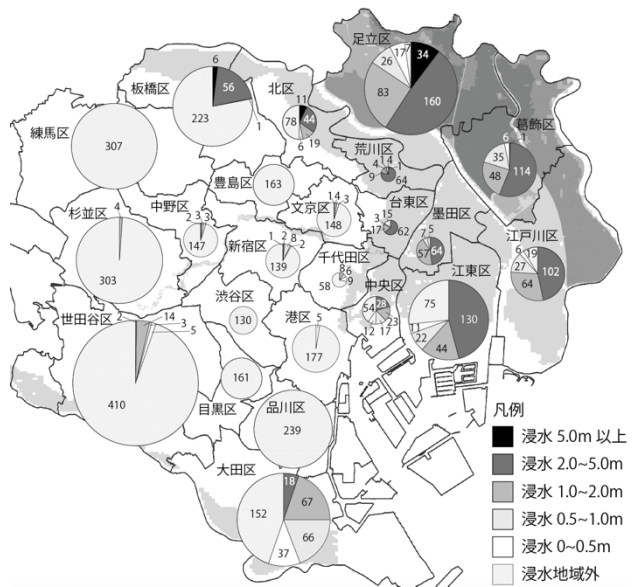 足立区
34
17
7
26
83
160
板橋区
6
56
223
1
北区
11
44
78
6
19
葛飾区
6
1
35
48
114
練馬区
307
荒川区
4
14
1
9
64
豊島区
163
文京区
14
3
148
台東区
15
3
17
62
墨田区
7
5
57
64
江戸川区
6
19
27
64
102
杉並区
4
303
中野区
2
3
3
147
新宿区
1
2
8
2
139
千代田区
8
6
9
58
中央区
28
54
23
12
17
江東区
75
130
11
22
44
渋谷区
130
港区
5
177
世田谷区
14
3
5
410
目黒区
161
品川区
239
大田区
18
67
152
66
37
凡例
浸水 5.0m 以上
浸水 2.0~5.0m
浸水 1.0~2.0m
浸水 0.5~1.0m
浸水 0~0.5m
浸水地域外